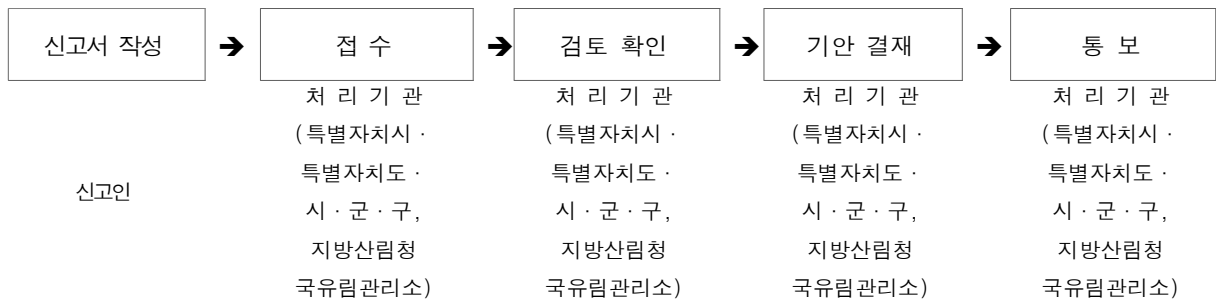 신고서 작성 ➔ 접 수 ➔ 검토 확인 ➔ 기안 결재 ➔ 통 보
처 리 기 관 처 리 기 관 처 리 기 관 처 리 기 관
(특별자치시 · (특별자치시 · (특별자치시 · (특별자치시 ·
신고인 특별자치도 · 특별자치도 · 특별자치도 · 특별자치도 ·
시 · 군 · 구, 시 · 군 · 구, 시 · 군 · 구, 시 · 군 · 구,
지방산림청 지방산림청 지방산림청 지방산림청
국유림관리소) 국유림관리소) 국유림관리소) 국유림관리소)